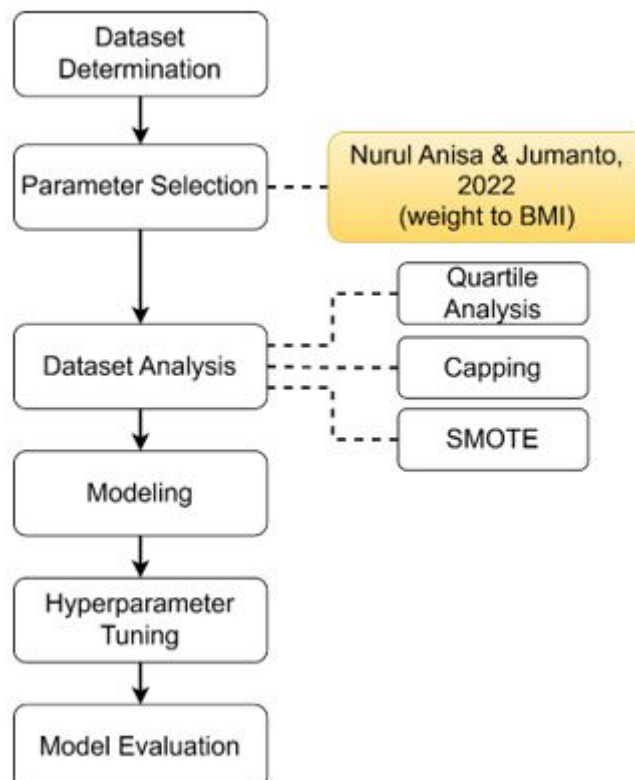 Dataset
Determination
Parameter Selection
Nurul Anisa & Jumanto,
2022
(weight to BMI)
Quartile
Analysis
Dataset Analysis
Capping
SMOTE
Modeling
Hyperparameter
Tuning
Model Evaluation